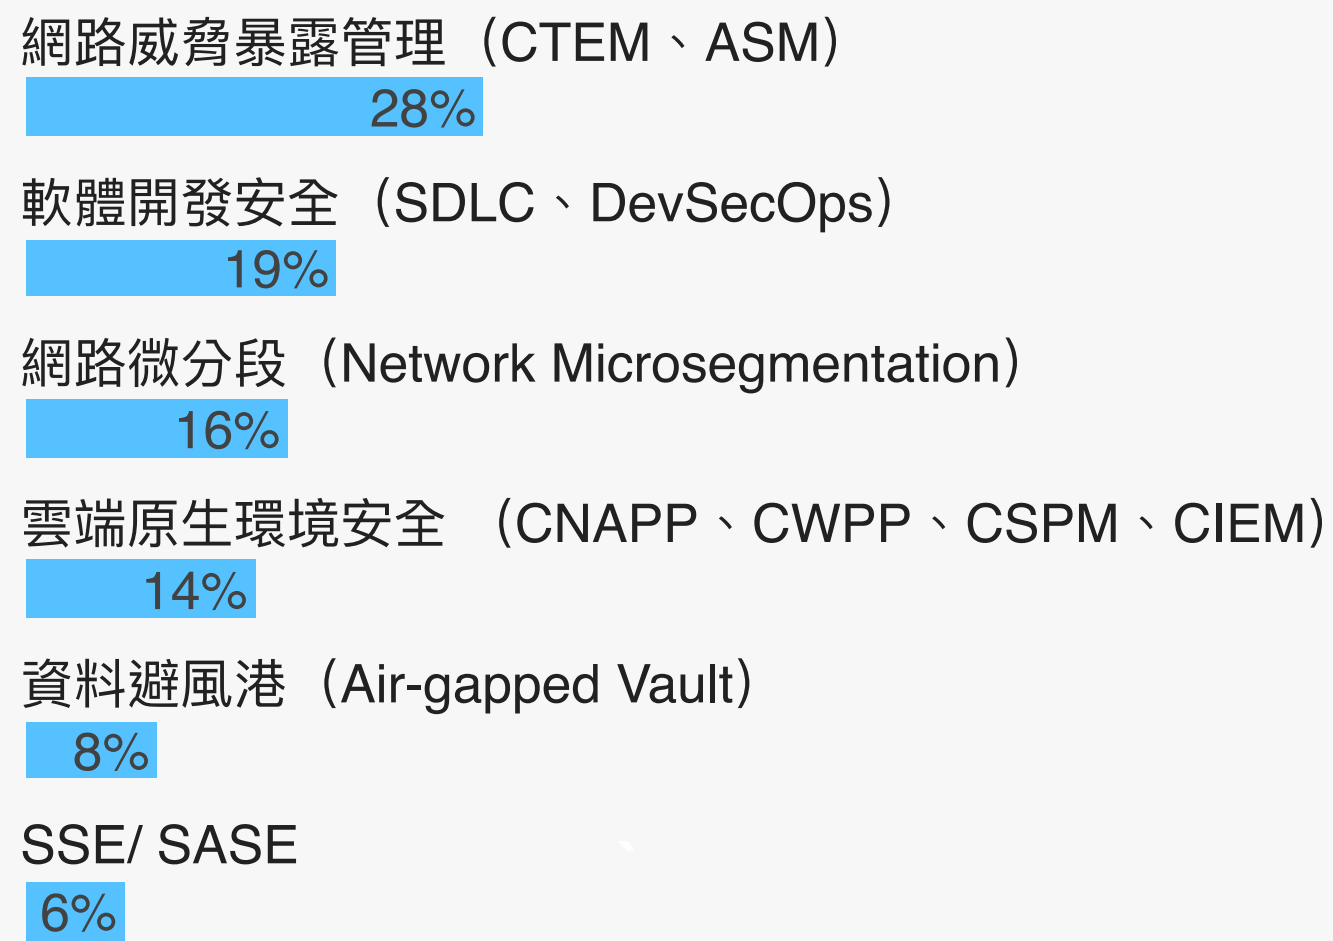 網路威脅暴露管理（CTEM、ASM）
28%
軟體開發安全（SDLC、DevSecOps）
19%
網路微分段（Network Microsegmentation）
16%
雲端原生環境安全 （CNAPP、CWPP、CSPM、CIEM）
14%
資料避風港（Air-gapped Vault）
8%
SSE/ SASE
6%